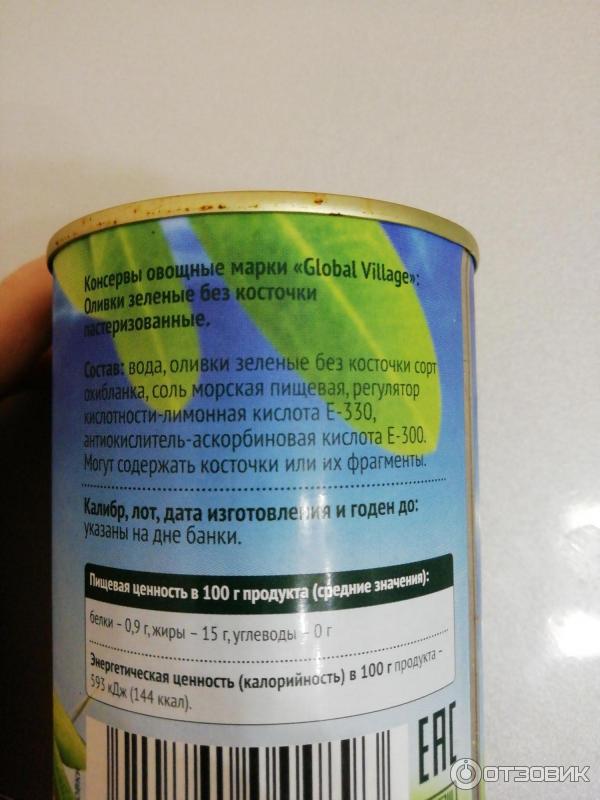 Консервы овощные марки «Global Village»:
Оливки зеленые без косточки
пастеризованные.
Состав: вода, оливки зеленые без косточки сорт
охибланка, соль морская пищевая, регулятор
кислотности-лимонная кислота Е-330,
антиокислитель-аскорбиновая кислота Е-300.
Могут содержать косточки или их фрагменты.
Калибр, лот, дата изготовления и годен до:
указаны на дне банки.
Пищевая ценность в 100 г продукта (средние значения):
белки – 0,9 г, жиры – 15 г, углеводы – 0 г
Энергетическая ценность (калорийность) в 100 г продукта –
593 кДж (144 ккал).
ЕАС
ОТЗОВИК